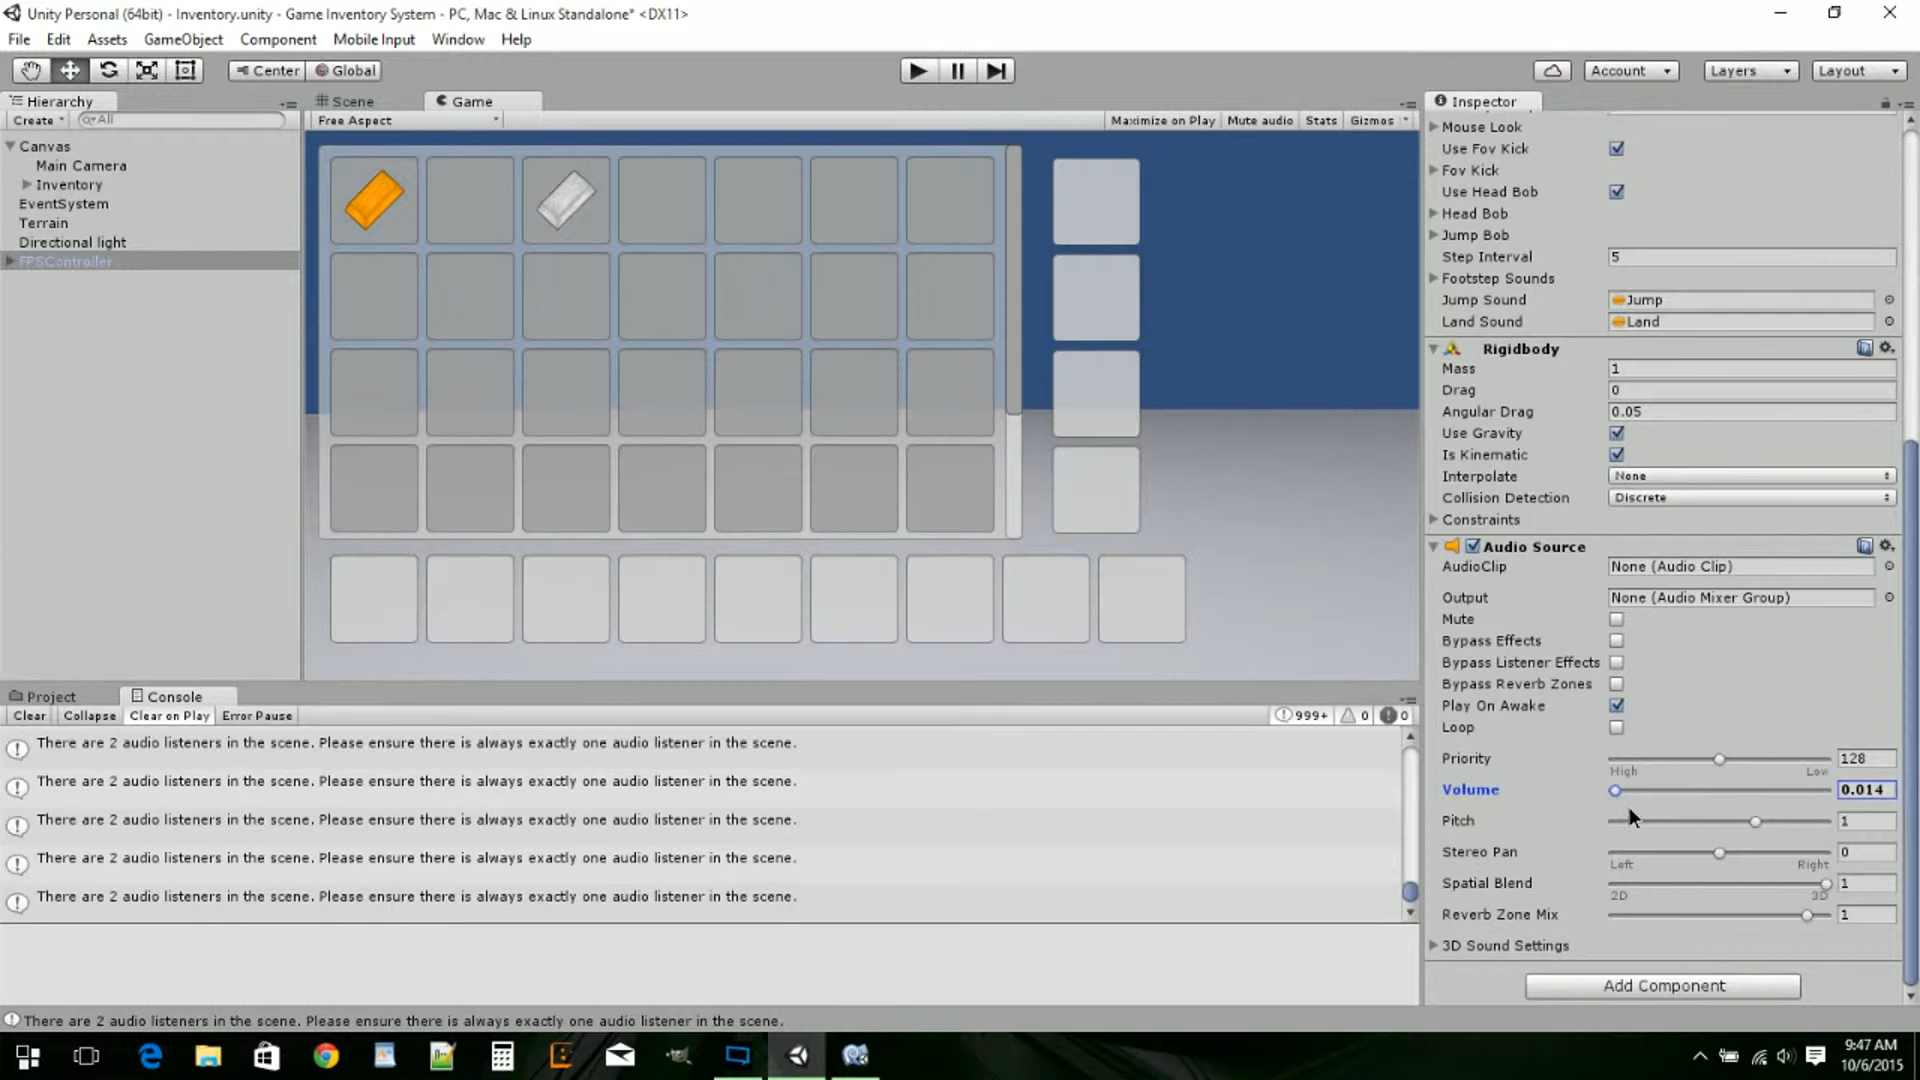 Unity Personal (64bit) - Inventory.unity - Game Inventory System - PC, Mac & Linux Standalone* <DX11>
File Edit Assets GameObject Component Mobile Input Window Help
Center Global Account Layers Layout
Hierarchy
Create All
Canvas
Main Camera
Inventory
EventSystem
Terrain
Directional light
FPSController
Scene Game
Free Aspect Maximize on Play Mute audio Stats Gizmos
Inspector
Mouse Look
Use Fov Kick
Fov Kick
Use Head Bob
Head Bob
Jump Bob
Step Interval 5
Footstep Sounds
Jump Sound Jump
Land Sound Land
Rigidbody
Mass 1
Drag 0
Angular Drag 0.05
Use Gravity
Is Kinematic
Interpolate None
Collision Detection Discrete
Constraints
Audio Source
AudioClip None (Audio Clip)
Output None (Audio Mixer Group)
Mute
Bypass Effects
Bypass Listener Effects
Bypass Reverb Zones
Play On Awake
Loop
Priority 128
High Low
Volume 0.014
Pitch 1
Stereo Pan 0
Left Right
Spatial Blend 1
2D 3D
Reverb Zone Mix 1
3D Sound Settings
Add Component
Project Console
Clear Collapse Clear on Play Error Pause 999+ 0 0
There are 2 audio listeners in the scene. Please ensure there is always exactly one audio listener in the scene.
There are 2 audio listeners in the scene. Please ensure there is always exactly one audio listener in the scene.
There are 2 audio listeners in the scene. Please ensure there is always exactly one audio listener in the scene.
There are 2 audio listeners in the scene. Please ensure there is always exactly one audio listener in the scene.
There are 2 audio listeners in the scene. Please ensure there is always exactly one audio listener in the scene.
There are 2 audio listeners in the scene. Please ensure there is always exactly one audio listener in the scene.
9:47 AM
10/6/2015